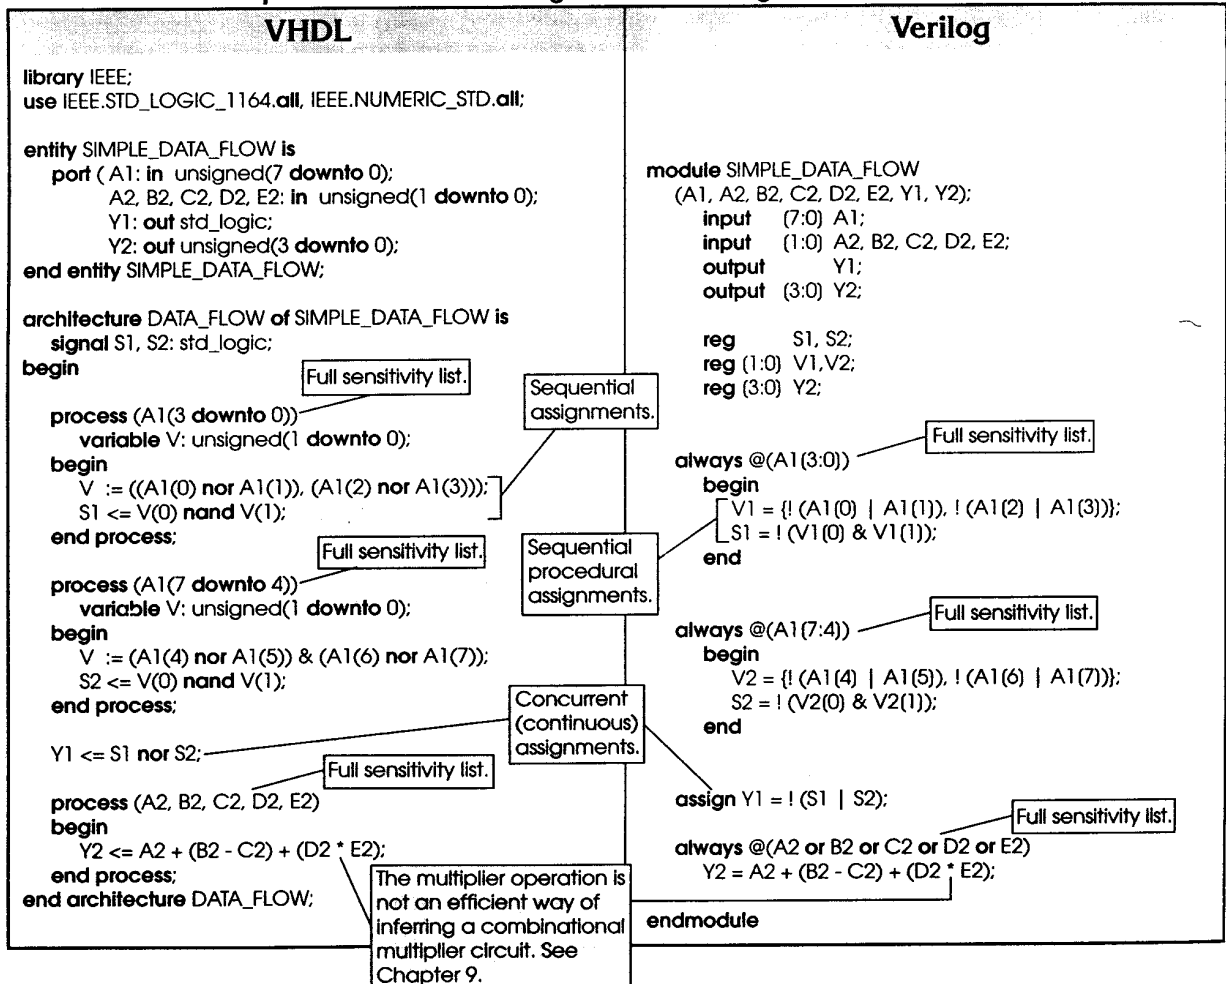 VHDL
library IEEE;
use IEEE.STD_LOGIC_1164.all, IEEE.NUMERIC_STD.all;
entity SIMPLE_DATA_FLOW is
port ( A1: in unsigned(7 downto 0);
A2, B2, C2, D2, E2: in unsigned(1 downto 0);
Y1: out std_logic;
Y2: out unsigned(3 downto 0);
end entity SIMPLE_DATA_FLOW;
architecture DATA_FLOW of SIMPLE_DATA_FLOW is
signal S1, S2: std_logic;
begin
Full sensitivity list.
process (A1(3 downto 0))
variable V: unsigned(1 downto 0);
begin
V := ((A1(0) nor A1(1)), (A1(2) nor A1(3)));
S1 <= V(0) nand V(1);
end process;
Sequential
assignments.
Full sensitivity list.
process (A1(7 downto 4))
variable V: unsigned(1 downto 0);
begin
V := (A1(4) nor A1(5)) & (A1(6) nor A1(7));
S2 <= V(0) nand V(1);
end process;
Sequential
procedural
assignments.
Y1 <= S1 nor S2;
Concurrent
(continuous)
assignments.
Full sensitivity list.
process (A2, B2, C2, D2, E2)
begin
Y2 <= A2 + (B2 - C2) + (D2 * E2);
end process;
end architecture DATA_FLOW;
The multiplier operation is
not an efficient way of
inferring a combinational
multiplier circuit. See
Chapter 9.
Verilog
module SIMPLE_DATA_FLOW
(A1, A2, B2, C2, D2, E2, Y1, Y2);
input (7:0) A1;
input (1:0) A2, B2, C2, D2, E2;
output Y1;
output (3:0) Y2;
reg S1, S2;
reg (1:0) V1,V2;
reg (3:0) Y2;
Full sensitivity list.
always @(A1(3:0))
begin
V1 = {! (A1(0) | A1(1)), ! (A1(2) | A1(3))};
S1 = ! (V1(0) & V1(1));
end
Full sensitivity list.
always @(A1(7:4))
begin
V2 = {! (A1(4) | A1(5)), ! (A1(6) | A1(7))};
S2 = ! (V2(0) & V2(1));
end
assign Y1 = ! (S1 | S2);
Full sensitivity list.
always @(A2 or B2 or C2 or D2 or E2)
Y2 = A2 + (B2 - C2) + (D2 * E2);
endmodule